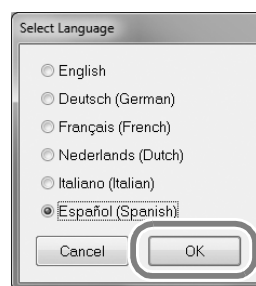 Select Language
English
Deutsch (German)
Français (French)
Nederlands (Dutch)
Italiano (Italian)
Español (Spanish)
Cancel
OK